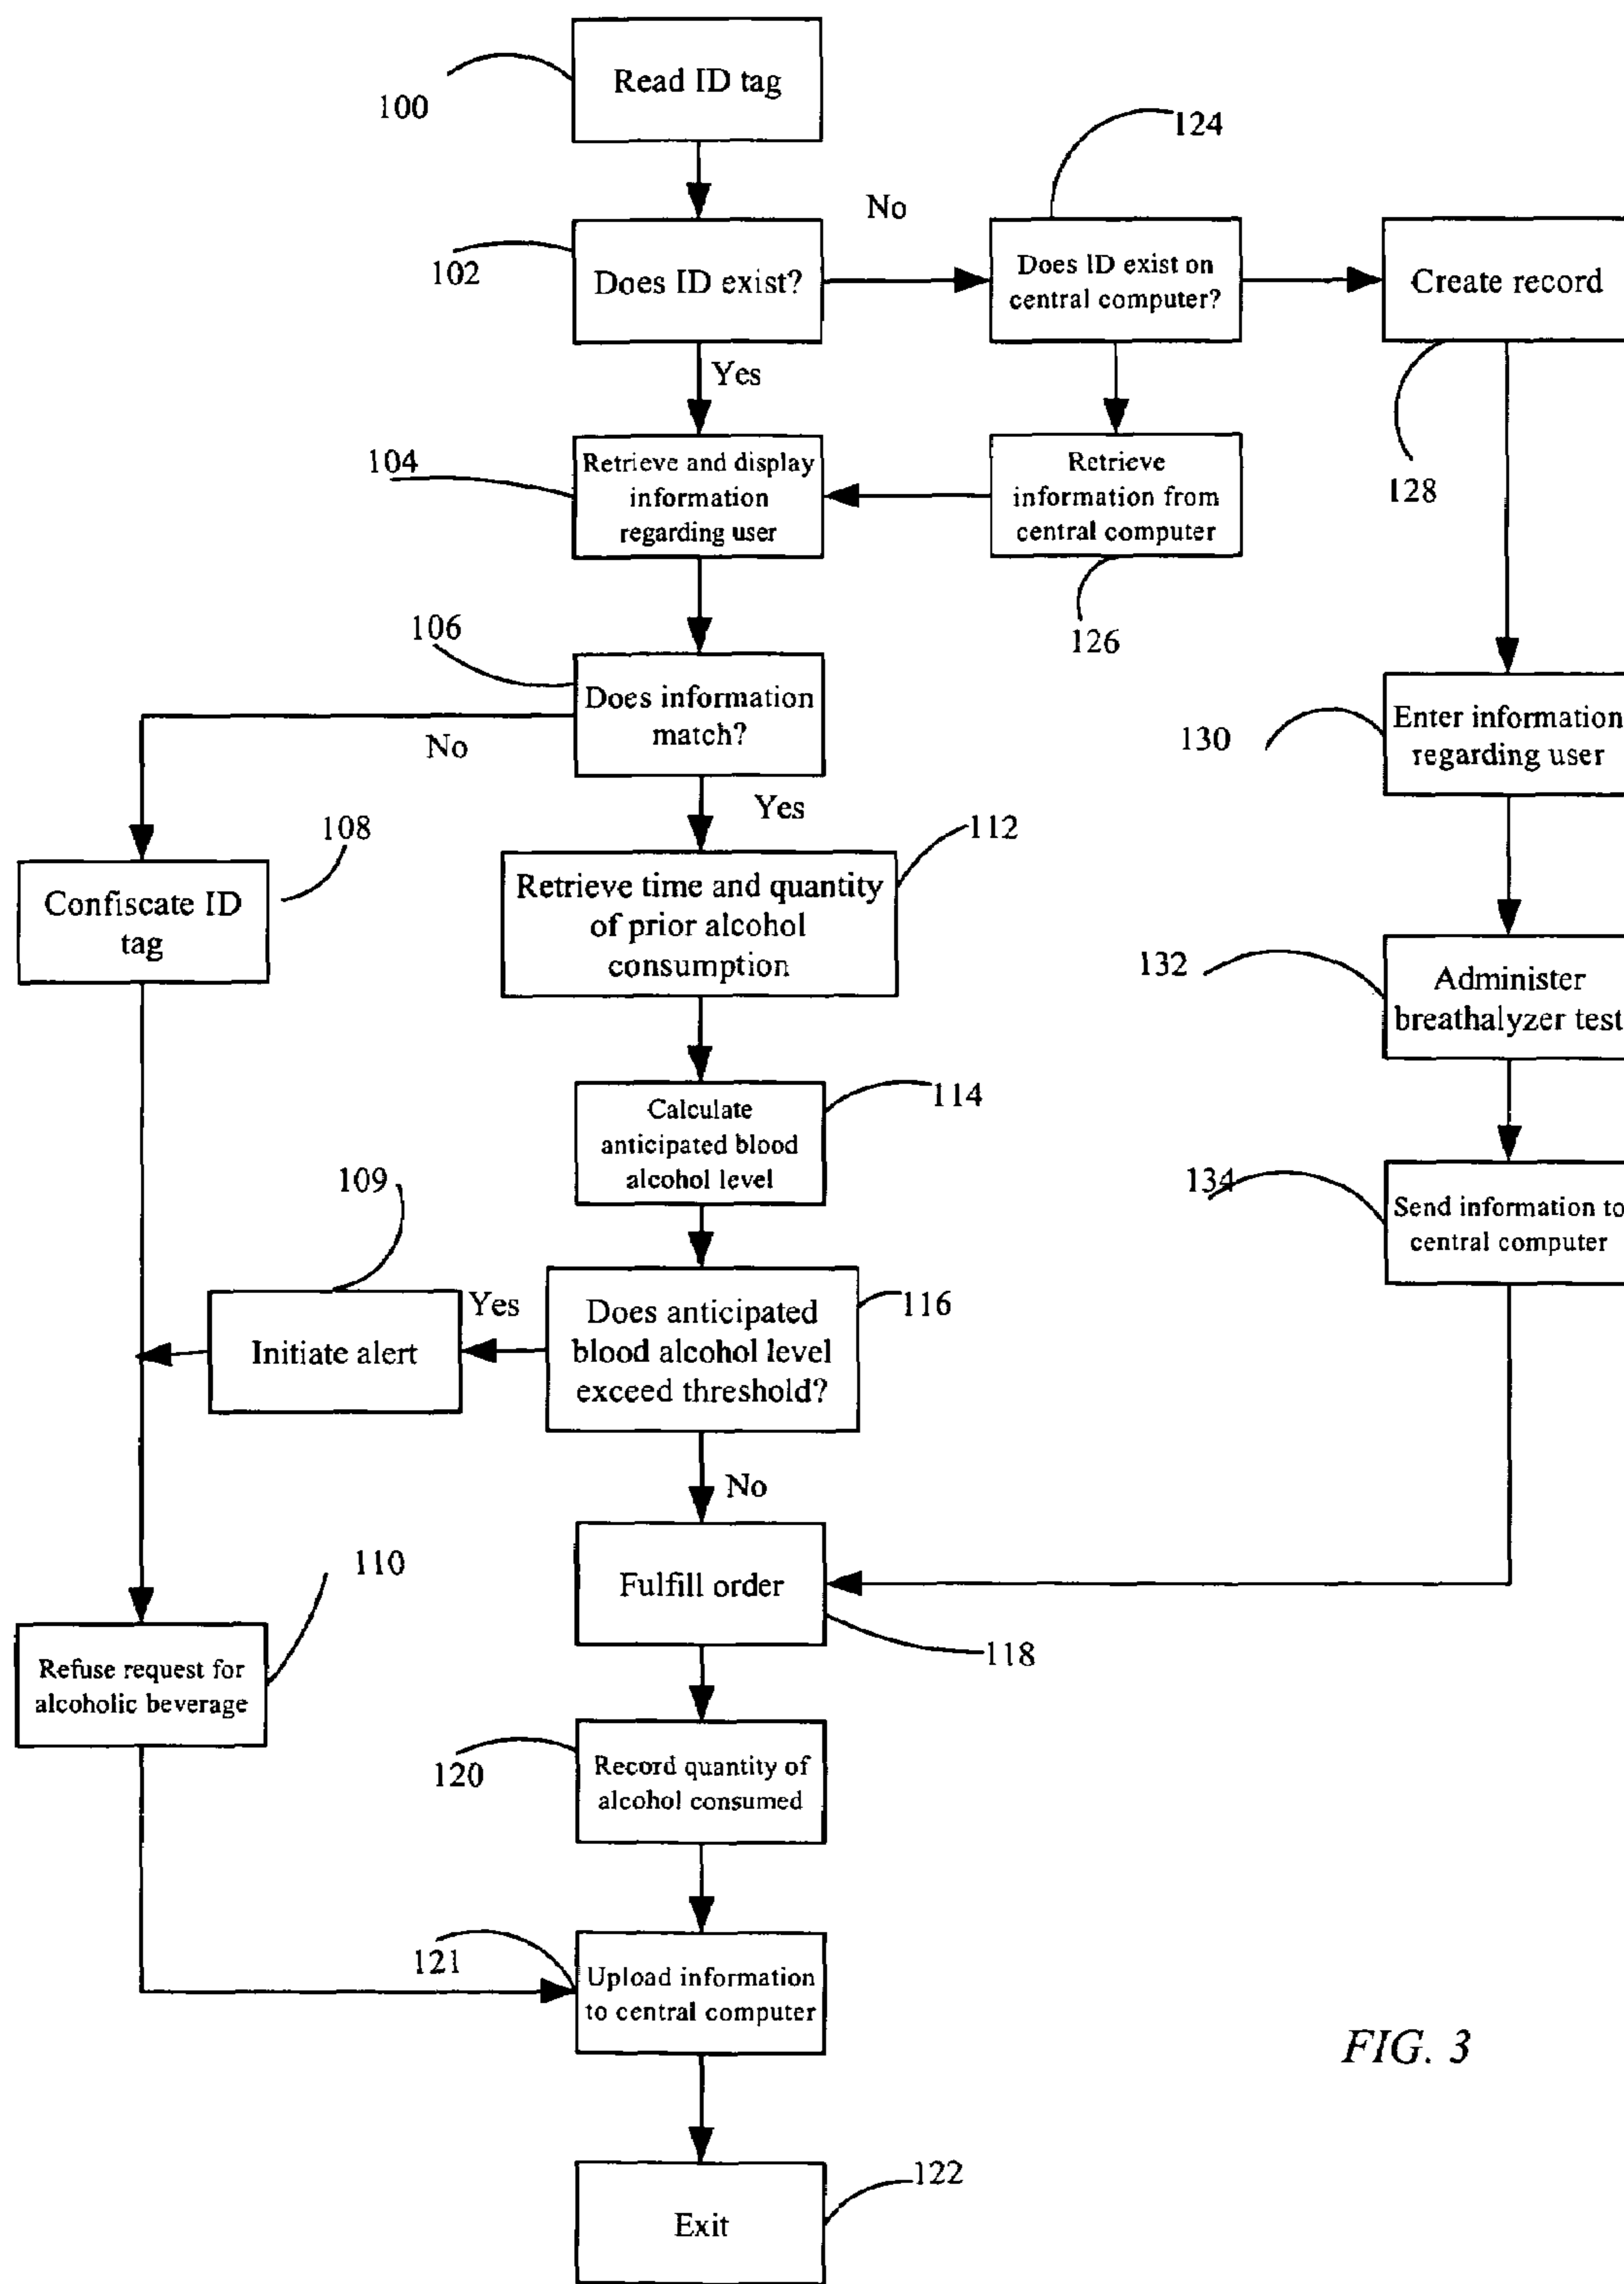 Read ID tag
100
124
No
102
Does ID exist?
Does ID exist on
central computer?
Create record
Yes
104
Retrieve and display
information
regarding user
Retrieve
information from
central computer
128
106
126
Does information
match?
No
130
Enter information
regarding user
Yes
108
112
Confiscate ID
tag
Retrieve time and quantity
of prior alcohol
consumption
132
Administer
breathalyzer test
114
Calculate
anticipated blood
alcohol level
109
134
Send information to
central computer
Yes
116
Initiate alert
Does anticipated
blood alcohol level
exceed threshold?
No
110
Fulfill order
118
Refuse request for
alcoholic beverage
120
Record quantity of
alcohol consumed
121
Upload information
to central computer
FIG. 3
122
Exit